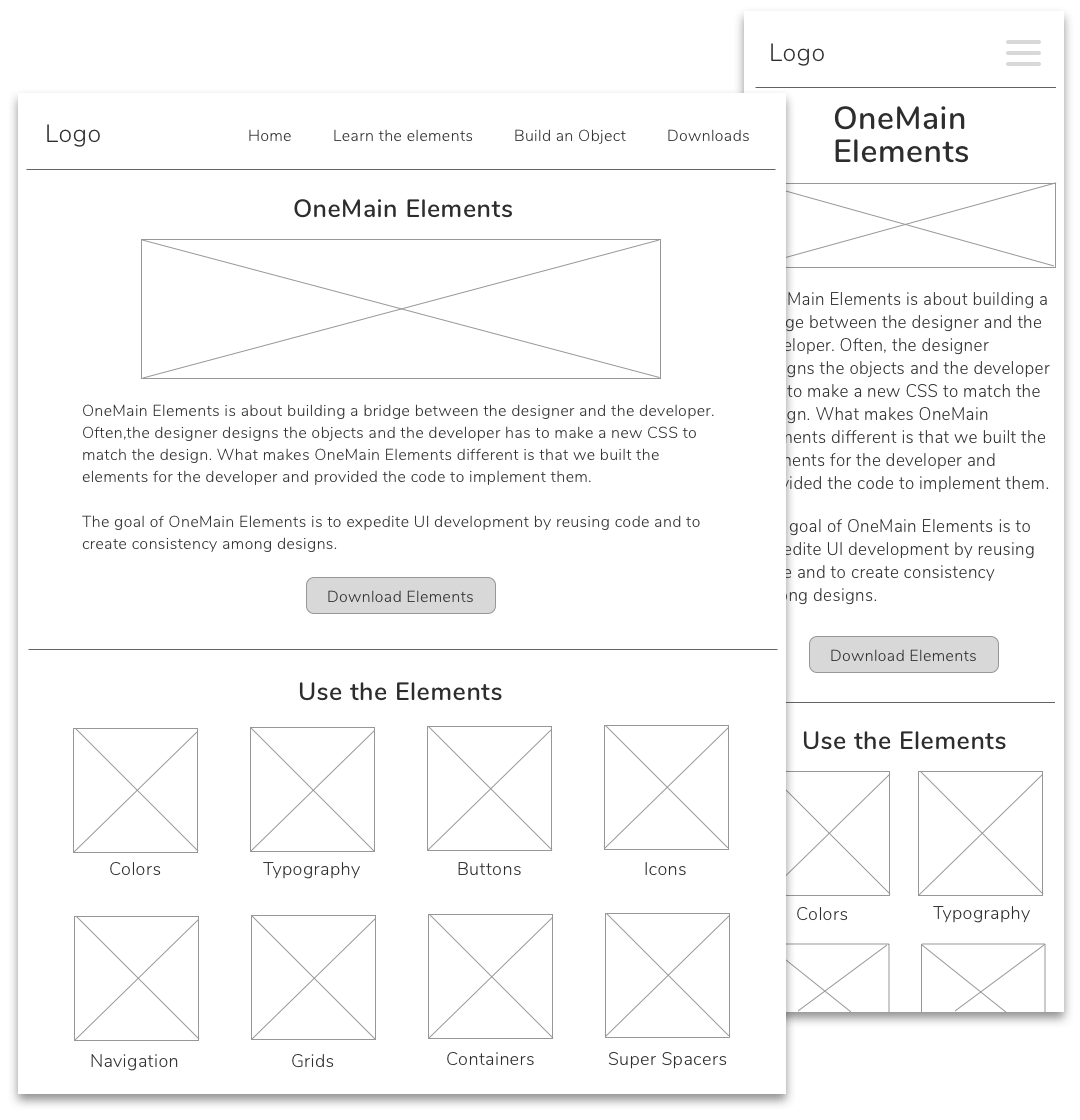 Logo
Home Learn the elements Build an Object Downloads
OneMain Elements
OneMain Elements is about building a bridge between the designer and the developer.
Often,the designer designs the objects and the developer has to make a new CSS to
match the design. What makes OneMain Elements different is that we built the
elements for the developer and provided the code to implement them.
The goal of OneMain Elements is to expedite UI development by reusing code and to
create consistency among designs.
Download Elements
Use the Elements
Colors Typography Buttons Icons
Navigation Grids Containers Super Spacers
Logo
OneMain
Elements
Main Elements is about building a
ge between the designer and the
eloper. Often, the designer
gns the objects and the developer
to make a new CSS to match the
gn. What makes OneMain
ents different is that we built the
ents for the developer and
ided the code to implement them.
goal of OneMain Elements is to
edite UI development by reusing
and to create consistency
ng designs.
Download Elements
Use the Elements
Colors Typography